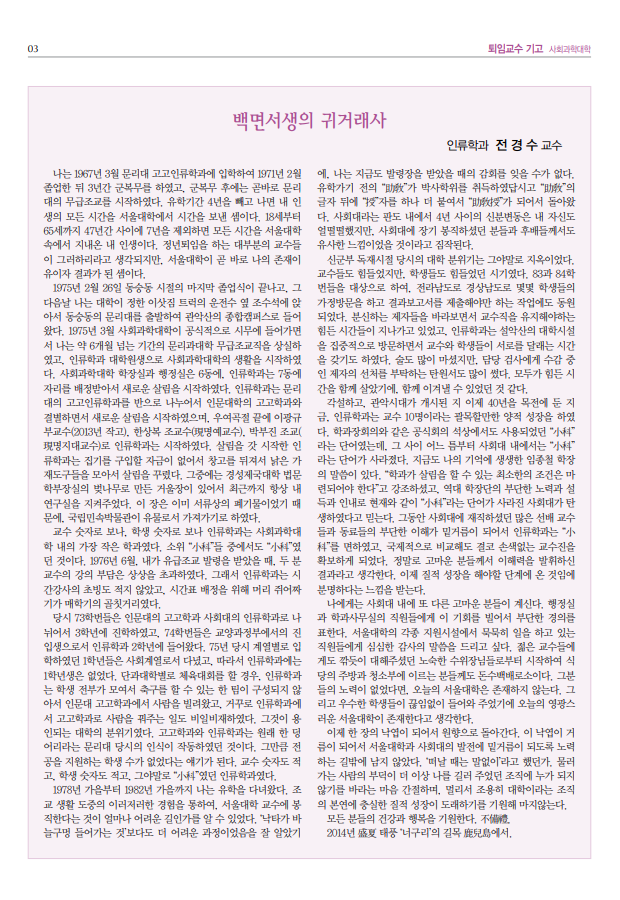 03
퇴임교수 기고 사회과학대학
백면서생의 귀거래사
인류학과 전 경 수 교수
나는 1967년 3월 문리대 고고인류학과에 입학하여 1971년 2월
졸업한 뒤 3년간 군복무를 하였고, 군복무 후에는 곧바로 문리
대의 무급조교를 시작하였다. 유학기간 4년을 빼고 나면 내 인
생의 모든 시간을 서울대학에서 시간을 보낸 셈이다. 18세부터
65세까지 47년간 사이에 7년을 제외하면 모든 시간을 서울대학
속에서 지내온 내 인생이다. 정년퇴임을 하는 대부분의 교수들
이 그러하리라고 생각되지만, 서울대학이 곧 바로 나의 존재이
유이자 결과가 된 셈이다.
1975년 2월 26일 동숭동 시절의 마지막 졸업식이 끝나고, 그
다음날 나는 대학이 정한 이삿짐 트럭의 운전수 옆 조수석에 앉
아서 동숭동의 문리대를 출발하여 관악산의 종합캠퍼스로 들어
왔다. 1975년 3월 사회과학대학이 공식적으로 시무에 들어가면
서 나는 약 6개월 넘는 기간의 문리과대학 무급조교직을 상실하
였고, 인류학과 대학원생으로 사회과학대학의 생활을 시작하였
다. 사회과학대학 학장실과 행정실은 6동에, 인류학과는 7동에
자리를 배정받아서 새로운 살림을 시작하였다. 인류학과는 문리
대의 고고인류학과를 반으로 나누어서 인문대학의 고고학과와
결별하면서 새로운 살림을 시작하였으며, 우여곡절 끝에 이광규
부교수(2013년 작고), 한상복 조교수(現명예교수), 박부진 조교(
現명지대교수)로 인류학과는 시작하였다. 살림을 갓 시작한 인
류학과는 집기를 구입할 자금이 없어서 창고를 뒤져서 낡은 가
재도구들을 모아서 살림을 꾸렸다. 그중에는 경성제국대학 법문
학부장실의 벚나무로 만든 거울장이 있어서 최근까지 항상 내
연구실을 지켜주었다. 이 장은 이미 서류상의 폐기물이었기 때
문에, 국립민속박물관이 유물로서 가져가기로 하였다.
교수 숫자로 보나, 학생 숫자로 보나 인류학과는 사회과학대
학 내의 가장 작은 학과였다. 소위 “小科”들 중에서도 “小科”였
던 것이다. 1976년 6월, 내가 유급조교 발령을 받았을 때, 두 분
교수의 강의 부담은 상상을 초과하였다. 그래서 인류학과는 시
간강사의 초빙도 적지 않았고, 시간표 배정을 위해 머리 쥐어짜
기가 매학기의 골칫거리였다.
당시 73학번들은 인문대의 고고학과 사회대의 인류학과로 나
뉘어서 3학년에 진학하였고, 74학번들은 교양과정부에서의 진
입생으로서 인류학과 2학년에 들어왔다. 75년 당시 계열별로 입
학하였던 1학년들은 사회계열로서 다녔고, 따라서 인류학과에는
1학년생은 없었다. 단과대학별로 체육대회를 할 경우, 인류학과
는 학생 전부가 모여서 축구를 할 수 있는 한 팀이 구성되지 않
아서 인문대 고고학과에서 사람을 빌려왔고, 거꾸로 인류학과에
서 고고학과로 사람을 꿔주는 일도 비일비재하였다. 그것이 용
인되는 대학의 분위기였다. 고고학과와 인류학과는 원래 한 덩
어리라는 문리대 당시의 인식이 작동하였던 것이다. 그만큼 전
공을 지원하는 학생 수가 없었다는 얘기가 된다. 교수 숫자도 적
고, 학생 숫자도 적고, 그야말로 “小科”였던 인류학과였다.
1978년 가을부터 1982년 가을까지 나는 유학을 다녀왔다. 조
교 생활 도중의 이러저러한 경험을 통하여, 서울대학 교수에 봉
직한다는 것이 얼마나 어려운 길인가를 알 수 있었다. ‘낙타가 바
늘구멍 들어가는 것’보다도 더 어려운 과정이었음을 잘 알았기
에, 나는 지금도 발령장을 받았을 때의 감회를 잊을 수가 없다.
유학가기 전의 “助敎”가 박사학위를 취득하였답시고 “助敎”의
글자 뒤에 “授”자를 하나 더 붙여서 “助敎授”가 되어서 돌아왔
다. 사회대라는 판도 내에서 4년 사이의 신분변동은 내 자신도
얼떨떨했지만, 사회대에 장기 봉직하셨던 분들과 후배들께서도
유사한 느낌이었을 것이라고 짐작된다.
신군부 독재시절 당시의 대학 분위기는 그야말로 지옥이었다.
교수들도 힘들었지만, 학생들도 힘들었던 시기였다. 83과 84학
번들을 대상으로 하여, 전라남도로 경상남도로 몇몇 학생들의
가정방문을 하고 결과보고서를 제출해야만 하는 작업에도 동원
되었다. 분신하는 제자들을 바라보면서 교수직을 유지해야하는
힘든 시간들이 지나가고 있었고, 인류학과는 설악산의 대학시설
을 집중적으로 방문하면서 교수와 학생들이 서로를 달래는 시간
을 갖기도 하였다. 술도 많이 마셨지만, 담당 검사에게 수감 중
인 제자의 선처를 부탁하는 탄원서도 많이 썼다. 모두가 힘든 시
간을 함께 살았기에, 함께 이겨낼 수 있었던 것 같다.
각설하고, 관악시대가 개시된 지 이제 40년을 목전에 둔 지
금, 인류학과는 교수 10명이라는 괄목할만한 양적 성장을 하였
다. 학과장회의와 같은 공식회의 석상에서도 사용되었던 “小科”
라는 단어였는데, 그 사이 어느 틈부터 사회대 내에서는 “小科”
라는 단어가 사라졌다. 지금도 나의 기억에 생생한 임종철 학장
의 말씀이 있다. “학과가 살림을 할 수 있는 최소한의 조건은 마
련되어야 한다”고 강조하셨고, 역대 학장단의 부단한 노력과 설
득과 인내로 현재와 같이 “小科”라는 단어가 사라진 사회대가 탄
생하였다고 믿는다. 그동안 사회대에 재직하셨던 많은 선배 교수
들과 동료들의 부단한 이해가 밑거름이 되어서 인류학과는 “小
科”를 면하였고, 국제적으로 비교해도 결코 손색없는 교수진을
확보하게 되었다. 정말로 고마운 분들께서 이해력을 발휘하신
결과라고 생각한다. 이제 질적 성장을 해야할 단계에 온 것임에
분명하다는 느낌을 받는다.
나에게는 사회대 내에 또 다른 고마운 분들이 계신다. 행정실
과 학과사무실의 직원들에게 이 기회를 빌어서 무단한 경의를
표한다. 서울대학의 각종 지원시설에서 묵묵히 일을 하고 있는
직원들에게 심심한 감사의 말씀을 드리고 싶다. 젊은 교수들에
게도 깎듯이 대해주셨던 노숙한 수위장님들로부터 시작하여 식
당의 주방과 청소부에 이르는 분들께도 돈수백배로소이다. 그분
들의 노력이 없었다면, 오늘의 서울대학은 존재하지 않는다. 그
리고 우수한 학생들이 끊임없이 들어와 주었기에 오늘의 영광스
러운 서울대학이 존재한다고 생각한다.
이제 한 장의 낙엽이 되어서 원향으로 돌아간다. 이 낙엽이 거
름이 되어서 서울대학과 사회대의 발전에 밑거름이 되도록 노력
하는 길밖에 남지 않았다. ‘떠날 때는 말없이’라고 했던가. 물러
가는 사람의 부덕이 더 이상 나를 길러 주었던 조직에 누가 되지
않기를 바라는 마음 간절하며, 멀리서 조용히 대학이라는 조직
의 본연에 충실한 질적 성장이 도래하기를 기원해 마지않는다.
모든 분들의 건강과 행복을 기원한다. 不備禮.
2014년 盛夏 태풍 ‘너구리’의 길목 鹿兒島에서.